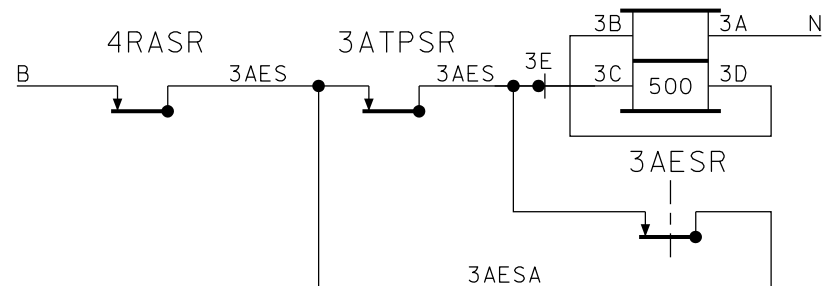 3B 3A N
4RASR 3ATPSR
3E
B 3AES 3AES 3C 500 3D
3AESR
3AESA